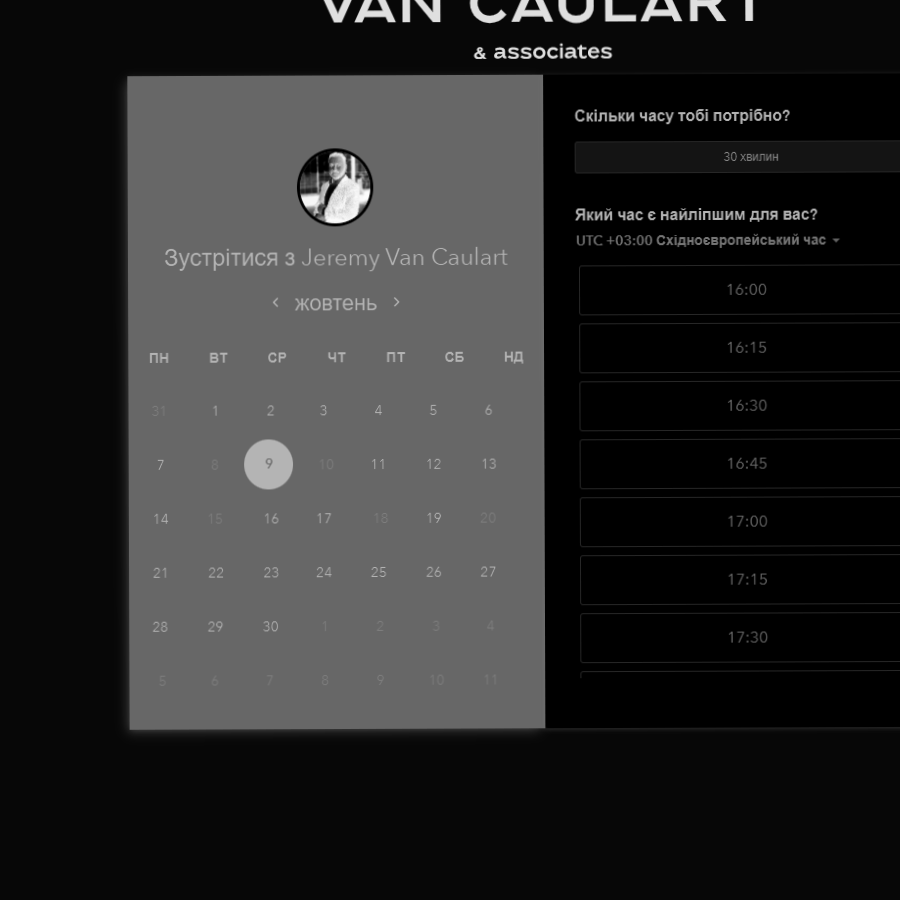 VAN CAULART
& associates
Зустрітися з Jeremy Van Caulart
‹ жовтень ›
ПН ВТ СР ЧТ ПТ СБ НД
31 1 2 3 4 5 6
7 8 9 10 11 12 13
14 15 16 17 18 19 20
21 22 23 24 25 26 27
28 29 30 1 2 3 4
5 6 7 8 9 10 11
Скільки часу тобі потрібно?
30 хвилин
Який час є найліпшим для вас?
UTC +03:00 Східноєвропейський час
16:00
16:15
16:30
16:45
17:00
17:15
17:30